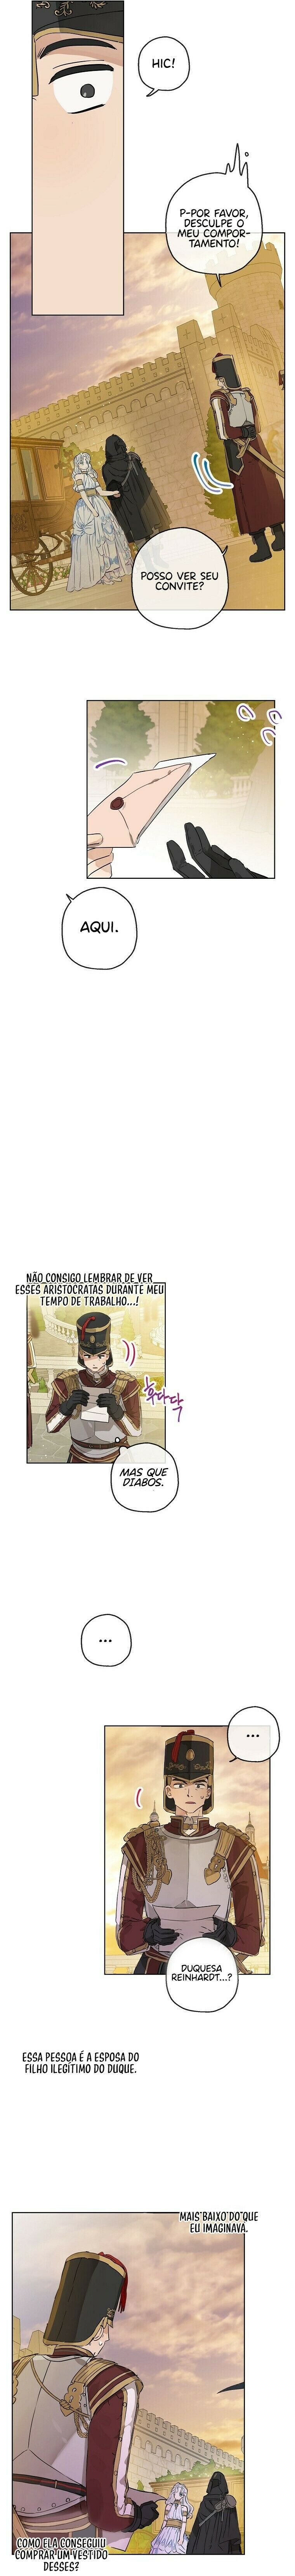 HIC!
P-POR FAVOR,
DESCULPE O
MEU COMPOR-
TAMENTO!
POSSO VER SEU
CONVITE?
AQUI.
NÃO CONSIGO LEMBRAR DE VER
ESSES ARISTOCRATAS DURANTE MEU
TEMPO DE TRABALHO...!
후다닥
MAS QUE
DIABOS.
...
...
DUQUESA
REINHARDT...?
ESSA PESSOA É A ESPOSA DO
FILHO ILEGÍTIMO DO DUQUE.
MAIS BAIXO DO QUE
EU IMAGINAVA.
COMO ELA CONSEGUIU
COMPRAR UM VESTIDO
DESSES?